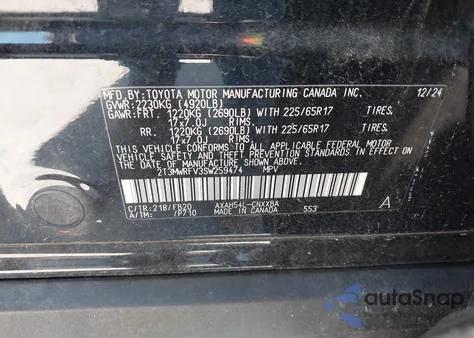 MFD.BY:TOYOTA MOTOR MANUFACTURING CANADA INC. 12/24
GVWR:2230KG (4920LB)
GAWR:FRT. 1220KG (2690LB) WITH 225/65R17 TIRES,
17x7.0J RIMS,
RR. 1220KG (2690LB) WITH 225/65R17 TIRES,
17x7.0J RIMS,
THIS VEHICLE CONFORMS TO ALL APPLICABLE FEDERAL MOTOR
VEHICLE SAFETY AND THEFT PREVENTION STANDARDS IN EFFECT
ON THE DATE OF MANUFACTURE SHOWN ABOVE.
2T3MWRFV3SW259474 MPV
C/TR:218/FB20 AXAH54L-CNXXBA A
A/TM: /P710 MADE IN CANADA 553
autoSnap